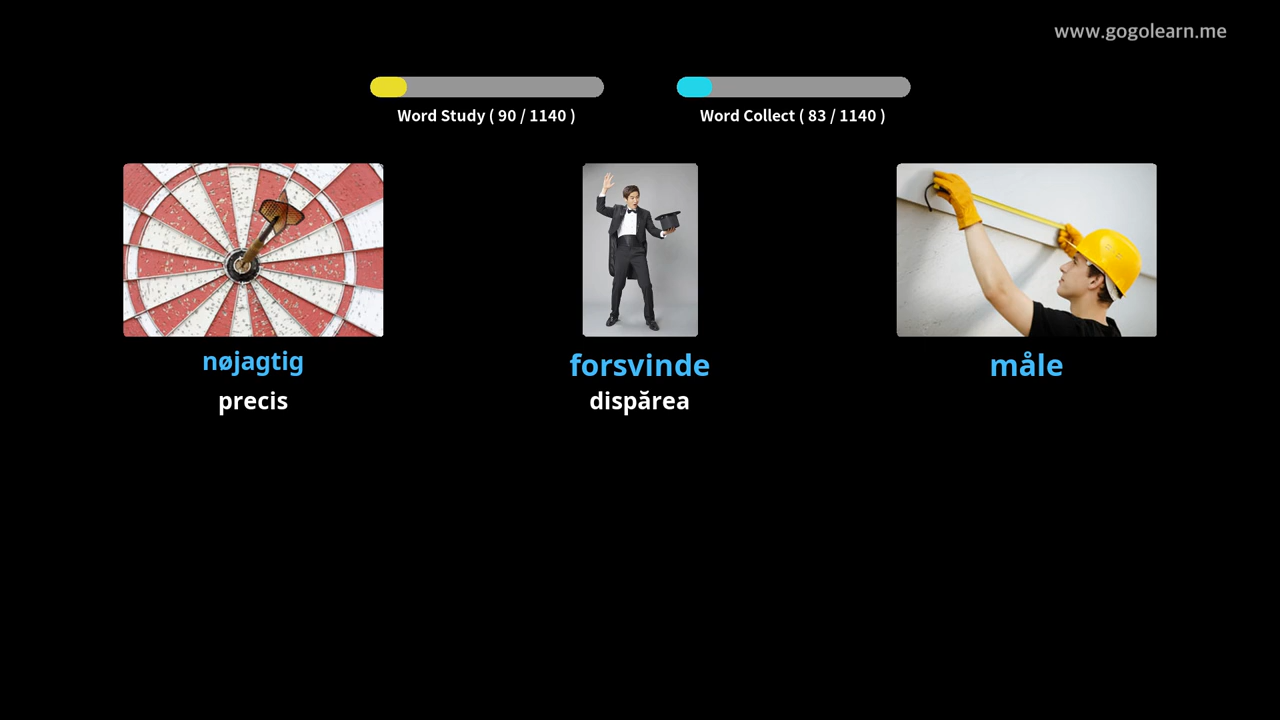 www.gogolearn.me
Word Study ( 90 / 1140 )
Word Collect ( 83 / 1140 )
nøjagtig
precis
forsvinde
dispărea
måle